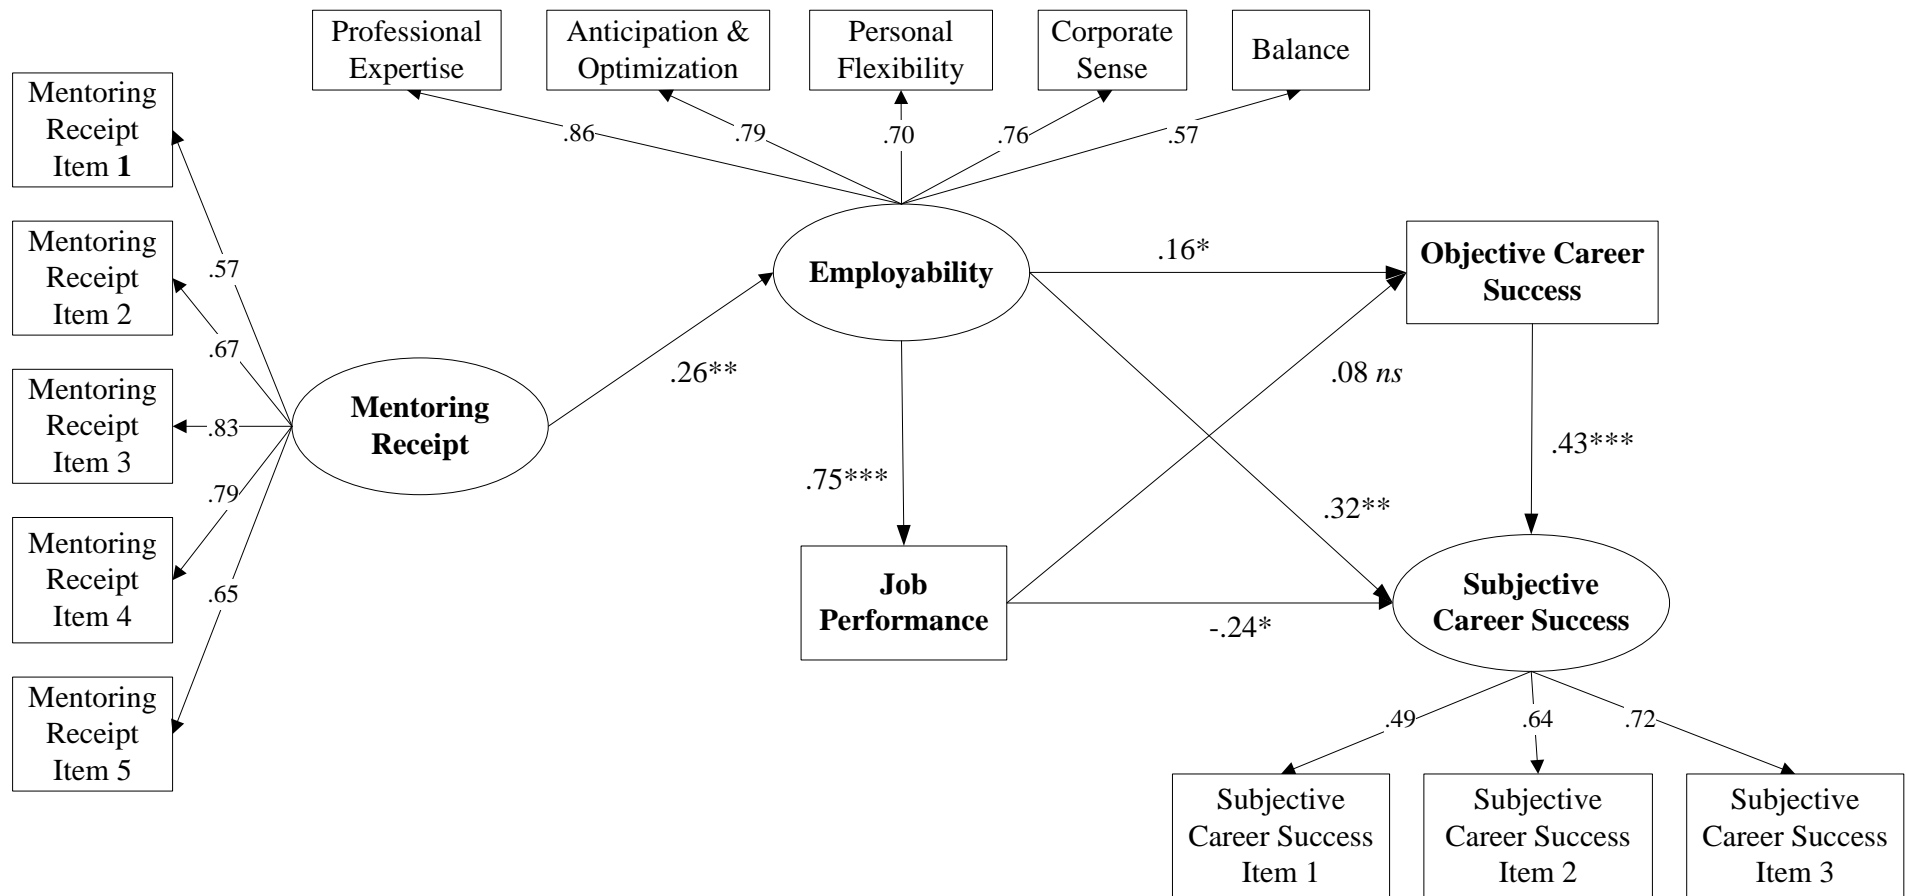 Professional
Expertise
Anticipation &
Optimization
Personal
Flexibility
Corporate
Sense
Balance
Mentoring
Receipt
Item 1
Mentoring
Receipt
Item 2
Mentoring
Receipt
Item 3
Mentoring
Receipt
Item 4
Mentoring
Receipt
Item 5
.86
.79
.70
.76
.57
.57
.67
.83
.79
.65
Mentoring
Receipt
.26**
Employability
.16*
Objective Career
Success
.08 ns
.75***
.32**
.43***
Job
Performance
-.24*
Subjective
Career Success
.49
.64
.72
Subjective
Career Success
Item 1
Subjective
Career Success
Item 2
Subjective
Career Success
Item 3